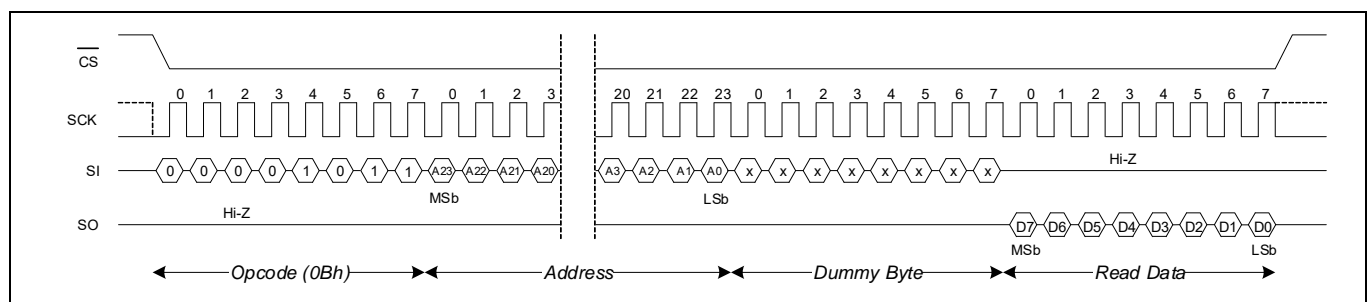 CS
0 1 2 3 4 5 6 7 0 1 2 3 20 21 22 23 0 1 2 3 4 5 6 7 0 1 2 3 4 5 6 7
SCK
Hi-Z
SI 0 0 0 0 1 0 1 1 A23 A22 A21 A20 A3 A2 A1 A0 x x x x x x x x
MSb LSb
Hi-Z
SO D7 D6 D5 D4 D3 D2 D1 D0
MSb LSb
Opcode (0Bh) Address Dummy Byte Read Data